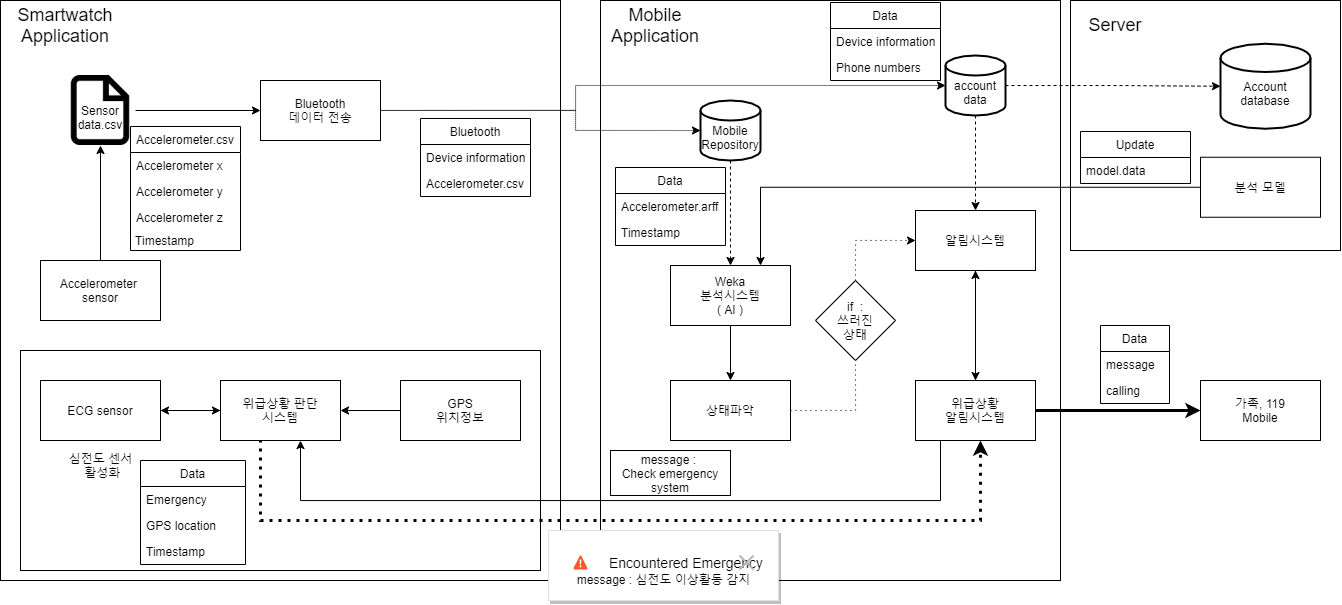 Smartwatch
Application
Sensor
data.csv
Accelerometer.csv
Accelerometer x
Accelerometer y
Accelerometer z
Timestamp
Accelerometer
sensor
Bluetooth
데이터 전송
Bluetooth
Device information
Accelerometer.csv
ECG sensor
심전도 센서
활성화
위급상황 판단
시스템
GPS
위치정보
Data
Emergency
GPS location
Timestamp
Mobile
Application
Data
Device information
Phone numbers
account
data
Mobile
Repository
Data
Accelerometer.arff
Timestamp
Weka
분석시스템
( AI )
상태파악
if :
쓰러진
상태
알림시스템
위급상황
알림시스템
message :
Check emergency
system
Encountered Emergency
message : 심전도 이상활동 감지
Server
Account
database
Update
model.data
분석 모델
Data
message
calling
가족, 119
Mobile